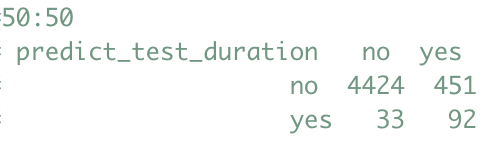 50:50
predict_test_duration no yes
no 4424 451
yes 33 92